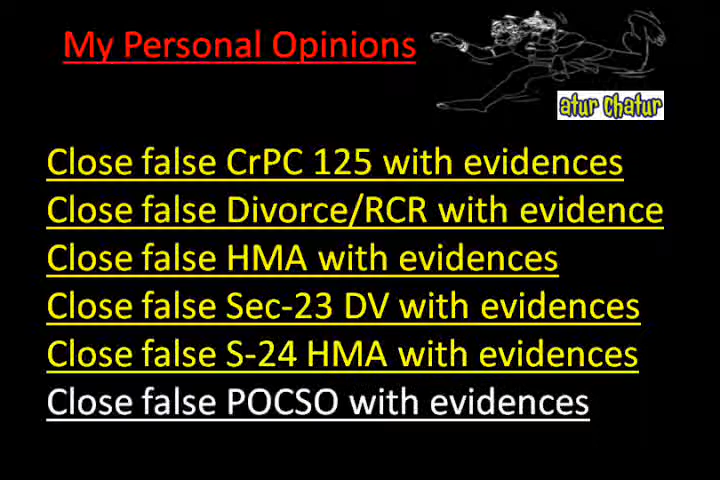 My Personal Opinions
atur chatur
Close false CrPC 125 with evidences
Close false Divorce/RCR with evidence
Close false HMA with evidences
Close false Sec-23 DV with evidences
Close false S-24 HMA with evidences
Close false POCSO with evidences